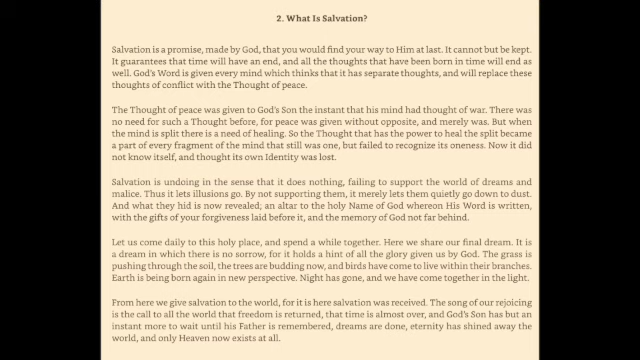 2. What Is Salvation?
Salvation is a promise, made by God, that you would find your way to Him at last. It cannot but be kept.
It guarantees that time will have an end, and all the thoughts that have been born in time will end as
well. God's Word is given every mind which thinks that it has separate thoughts, and will replace these
thoughts of conflict with the Thought of peace.
The Thought of peace was given to God's Son the instant that his mind had thought of war. There was
no need for such a Thought before, for peace was given without opposite, and merely was. But when
the mind is split there is a need of healing. So the Thought that has the power to heal the split became
a part of every fragment of the mind that still was one, but failed to recognize its oneness. Now it did
not know itself, and thought its own Identity was lost.
Salvation is undoing in the sense that it does nothing, failing to support the world of dreams and
malice. Thus it lets illusions go. By not supporting them, it merely lets them quietly go down to dust.
And what they hid is now revealed; an altar to the holy Name of God whereon His Word is written,
with the gifts of your forgiveness laid before it, and the memory of God not far behind.
Let us come daily to this holy place, and spend a while together. Here we share our final dream. It is
a dream in which there is no sorrow, for it holds a hint of all the glory given us by God. The grass is
pushing through the soil, the trees are budding now, and birds have come to live within their branches.
Earth is being born again in new perspective. Night has gone, and we have come together in the light.
From here we give salvation to the world, for it is here salvation was received. The song of our rejoicing
is the call to all the world that freedom is returned, that time is almost over, and God's Son has but an
instant more to wait until his Father is remembered, dreams are done, eternity has shined away the
world, and only Heaven now exists at all.